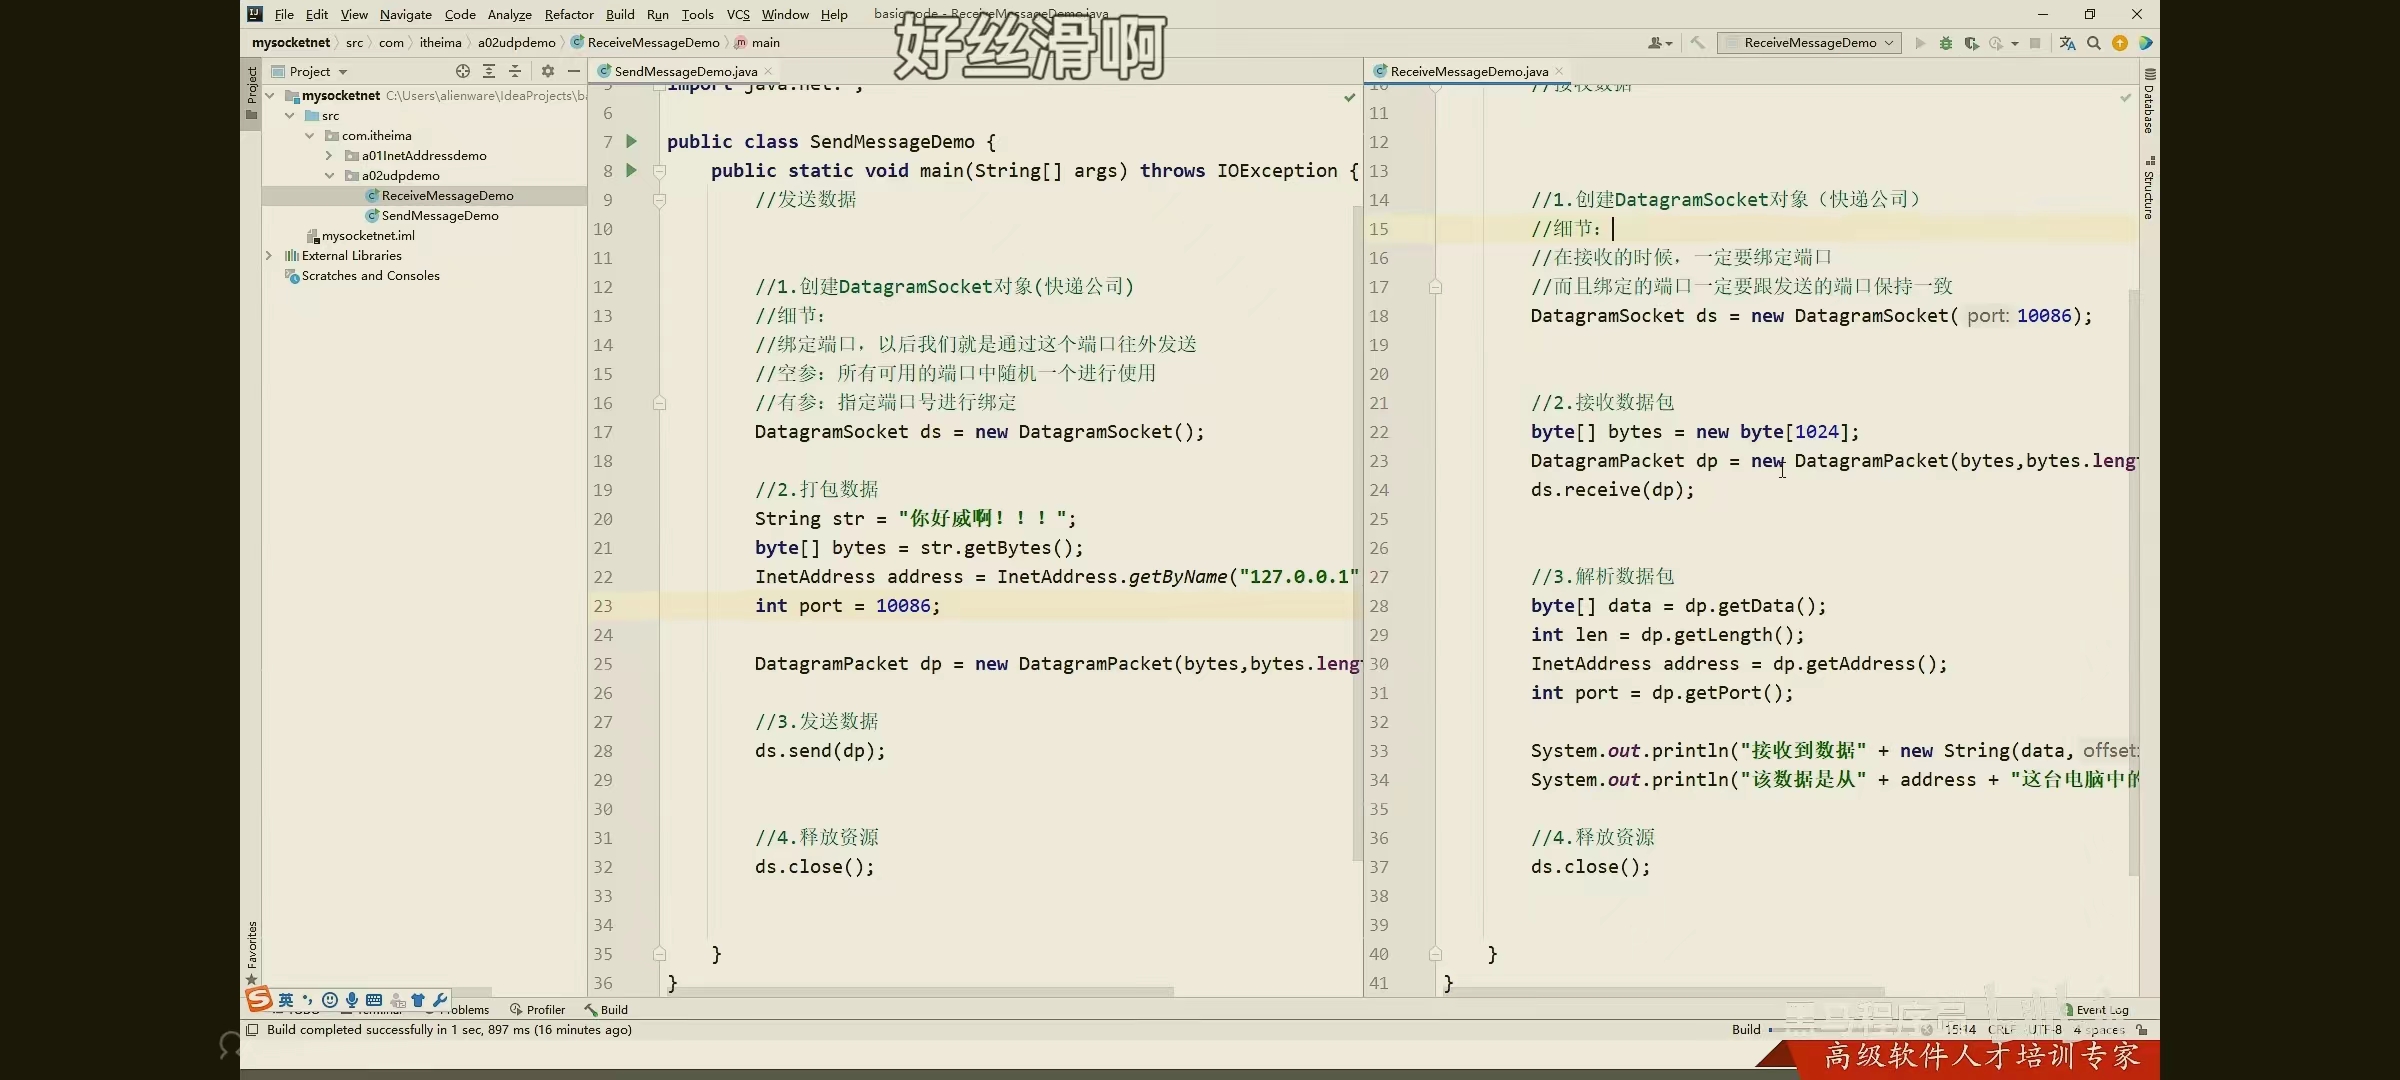 File Edit View Navigate Code Analyze Refactor Build Run Tools VCS Window Help basiccode - ReceiveMessageDemo.java
好丝滑啊
mysocketnet src com itheima a02udpdemo ReceiveMessageDemo main
ReceiveMessageDemo
Project
Project
mysocketnet C:\Users\alienware\IdeaProjects\ba
src
com.itheima
a01InetAddressdemo
a02udpdemo
ReceiveMessageDemo
SendMessageDemo
mysocketnet.iml
External Libraries
Scratches and Consoles
Favorites
SendMessageDemo.java
5 import java.net.
6
7 public class SendMessageDemo {
8 public static void main(String[] args) throws IOException {
9 //发送数据
10
11
12 //1.创建DatagramSocket对象(快递公司)
13 //细节：
14 //绑定端口，以后我们就是通过这个端口往外发送
15 //空参：所有可用的端口中随机一个进行使用
16 //有参：指定端口号进行绑定
17 DatagramSocket ds = new DatagramSocket();
18
19 //2.打包数据
20 String str = "你好威啊！！！";
21 byte[] bytes = str.getBytes();
22 InetAddress address = InetAddress.getByName("127.0.0.1"
23 int port = 10086;
24
25 DatagramPacket dp = new DatagramPacket(bytes,bytes.leng
26
27 //3.发送数据
28 ds.send(dp);
29
30
31 //4.释放资源
32 ds.close();
33
34
35 }
36 }
ReceiveMessageDemo.java
10 //接收数据
11
12
13
14 //1.创建DatagramSocket对象（快递公司）
15 //细节：
16 //在接收的时候，一定要绑定端口
17 //而且绑定的端口一定要跟发送的端口保持一致
18 DatagramSocket ds = new DatagramSocket( port: 10086);
19
20
21 //2.接收数据包
22 byte[] bytes = new byte[1024];
23 DatagramPacket dp = new DatagramPacket(bytes,bytes.leng
24 ds.receive(dp);
25
26
27 //3.解析数据包
28 byte[] data = dp.getData();
29 int len = dp.getLength();
30 InetAddress address = dp.getAddress();
31 int port = dp.getPort();
32
33 System.out.println("接收到数据" + new String(data, offset:
34 System.out.println("该数据是从" + address + "这台电脑中的
35
36 //4.释放资源
37 ds.close();
38
39
40 }
41 }
Database
Structure
英
TODO Terminal Problems Profiler Build Event Log
Build completed successfully in 1 sec, 897 ms (16 minutes ago) Build 15:14 CRLF UTF-8 4 spaces
黑马程序员
高级软件人才培训专家